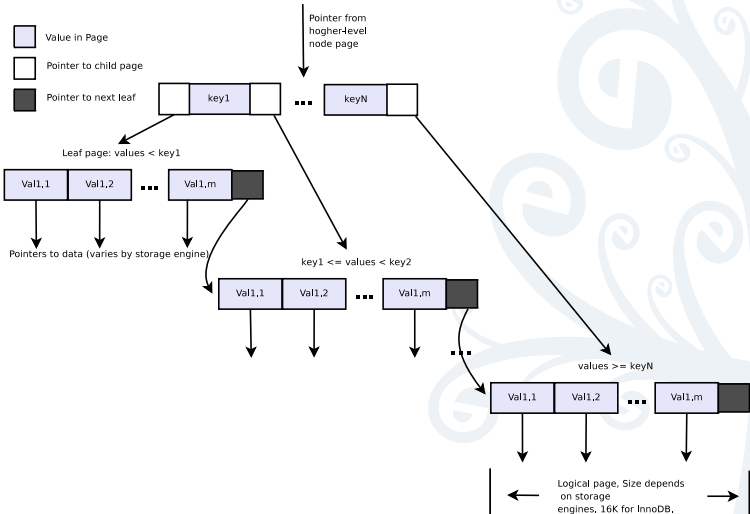 Pointer from
hogher-level
node page
Value in Page
Pointer to child page
Pointer to next leaf
key1
...
keyN
Leaf page: values < key1
Val1,1
Val1,2
...
Val1,m
Pointers to data (varies by storage engine)
key1 <= values < key2
Val1,1
Val1,2
...
Val1,m
...
values >= keyN
Val1,1
Val1,2
...
Val1,m
Logical page, Size depends
on storage
engines, 16K for InnoDB,